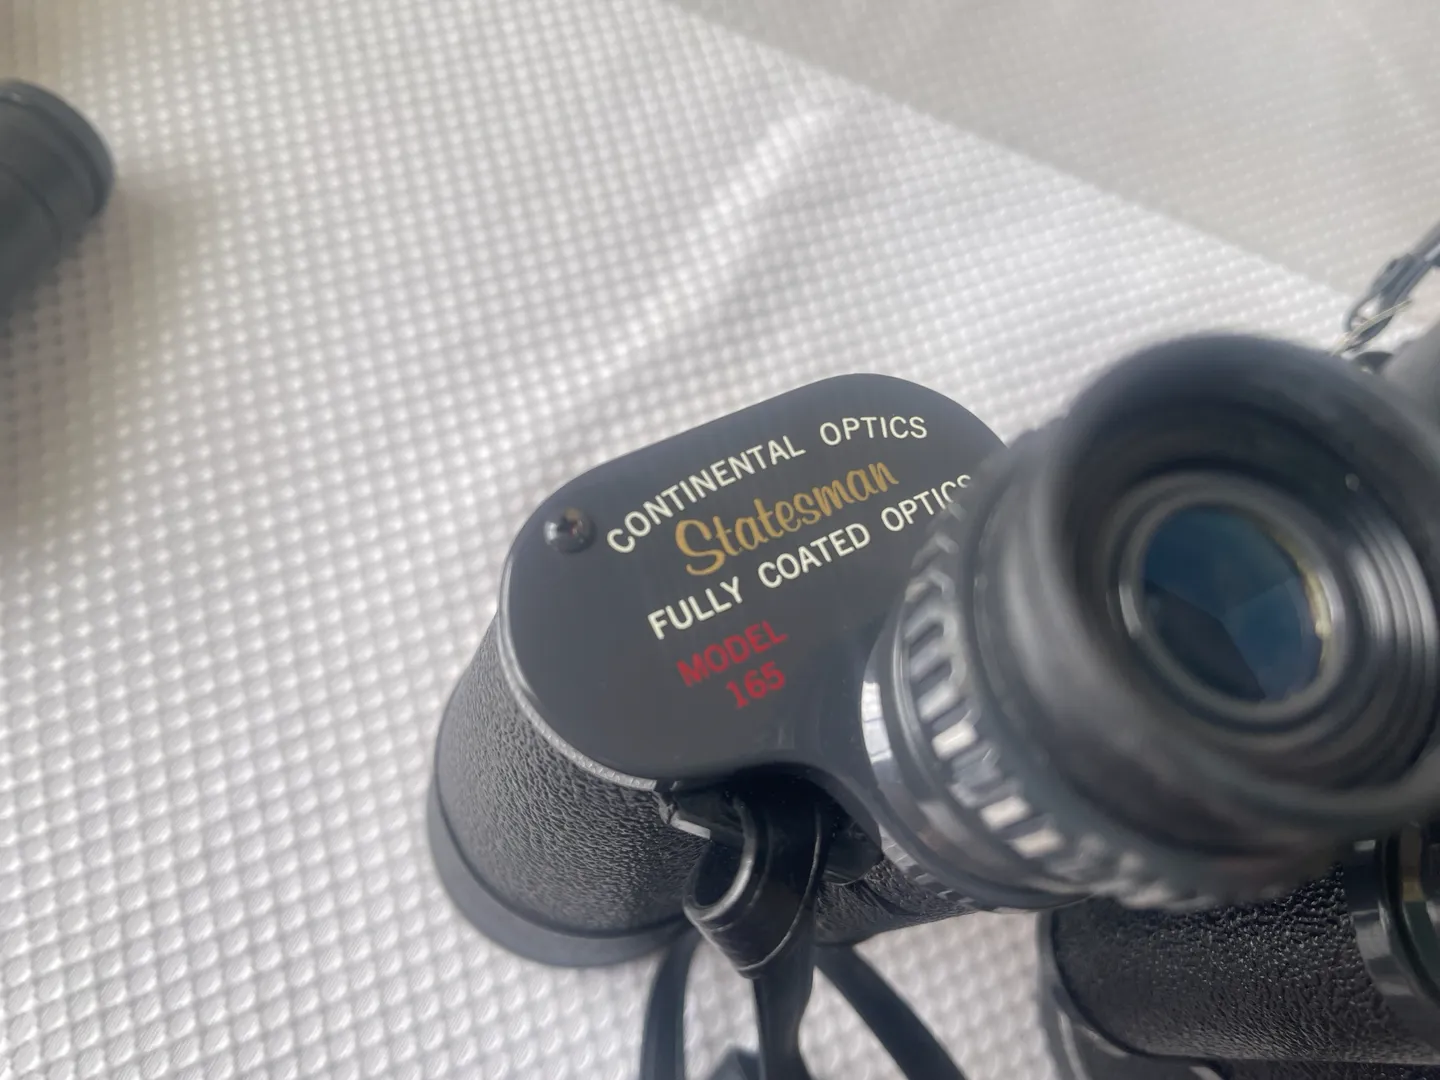 CONTINENTAL OPTICS
Statesman
FULLY COATED OPTICS
MODEL
165